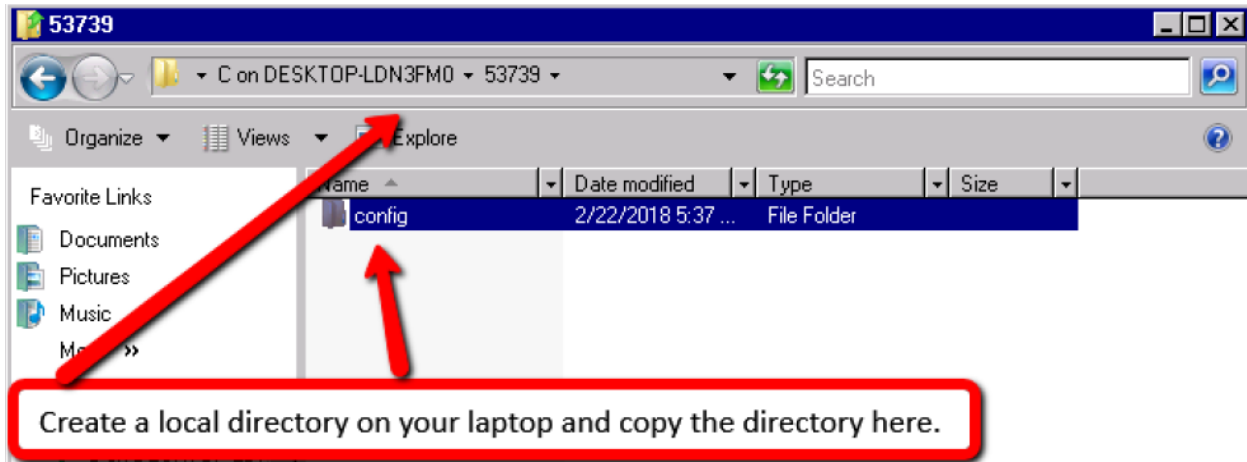 53739
C on DESKTOP-LDN3FM0 53739
Search
Organize Views Explore
Favorite Links
Name Date modified Type Size
config 2/22/2018 5:37 ... File Folder
Documents
Pictures
Music
Create a local directory on your laptop and copy the directory here.